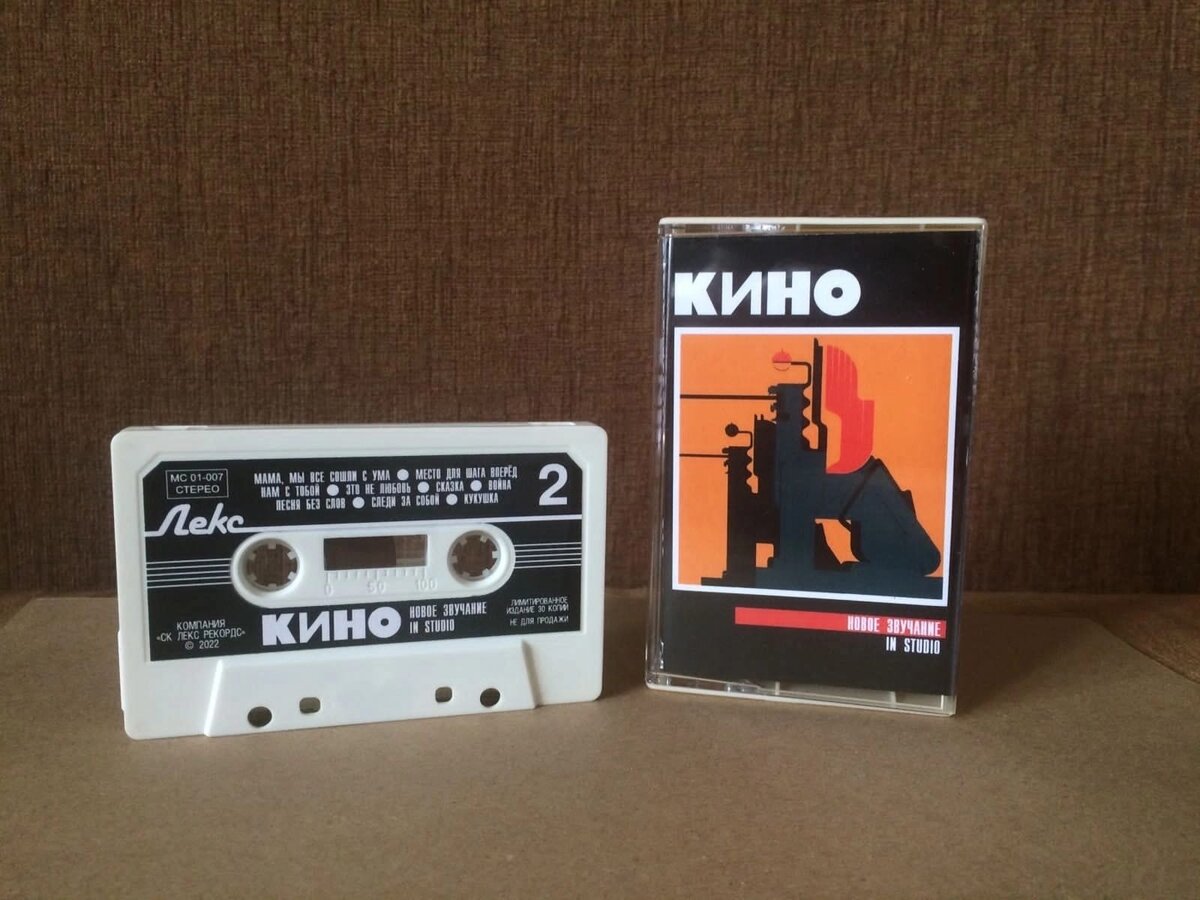 МС 01-007
СТЕРЕО
МАМА, МЫ ВСЕ СОШЛИ С УМА ● МЕСТО ДЛЯ ШАГА ВПЕРЁД
НАМ С ТОБОЙ ● ЭТО НЕ ЛЮБОВЬ ● СКАЗКА ● ВОЙНА
ПЕСНЯ БЕЗ СЛОВ ● СЛЕДИ ЗА СОБОЙ ● КУКУШКА
2
Лекс
0 50 100
КОМПАНИЯ
«СК ЛЕКС РЕКОРДС»
© 2022
КИНО
НОВОЕ ЗВУЧАНИЕ
IN STUDIO
ЛИМИТИРОВАННОЕ
ИЗДАНИЕ 30 КОПИЙ
НЕ ДЛЯ ПРОДАЖИ
КИНО
НОВОЕ ЗВУЧАНИЕ
IN STUDIO